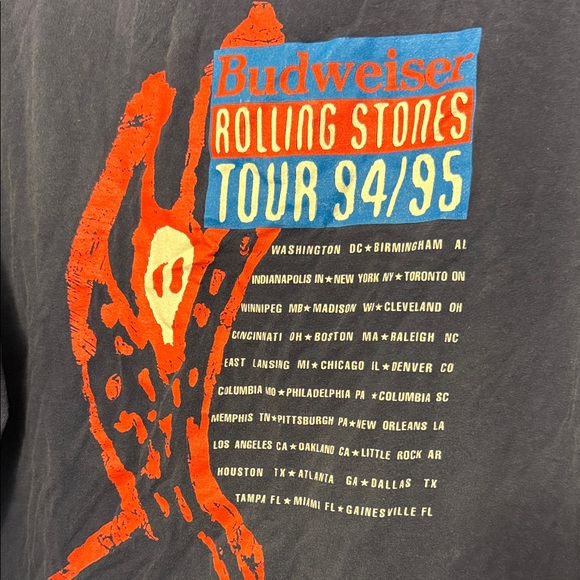 Budweiser
ROLLING STONES
TOUR 94/95
WASHINGTON DC★BIRMINGHAM AL
INDIANAPOLIS IN★NEW YORK NY★TORONTO ON
WINNIPEG MB★MADISON WI★CLEVELAND OH
CINCINNATI OH★BOSTON MA★RALEIGH NC
EAST LANSING MI★CHICAGO IL★DENVER CO
COLUMBIA MO★PHILADELPHIA PA★COLUMBIA SC
MEMPHIS TN★PITTSBURGH PA★NEW ORLEANS LA
LOS ANGELES CA★OAKLAND CA★LITTLE ROCK AR
HOUSTON TX★ATLANTA GA★DALLAS TX
TAMPA FL★MIAMI FL★GAINESVILLE FL